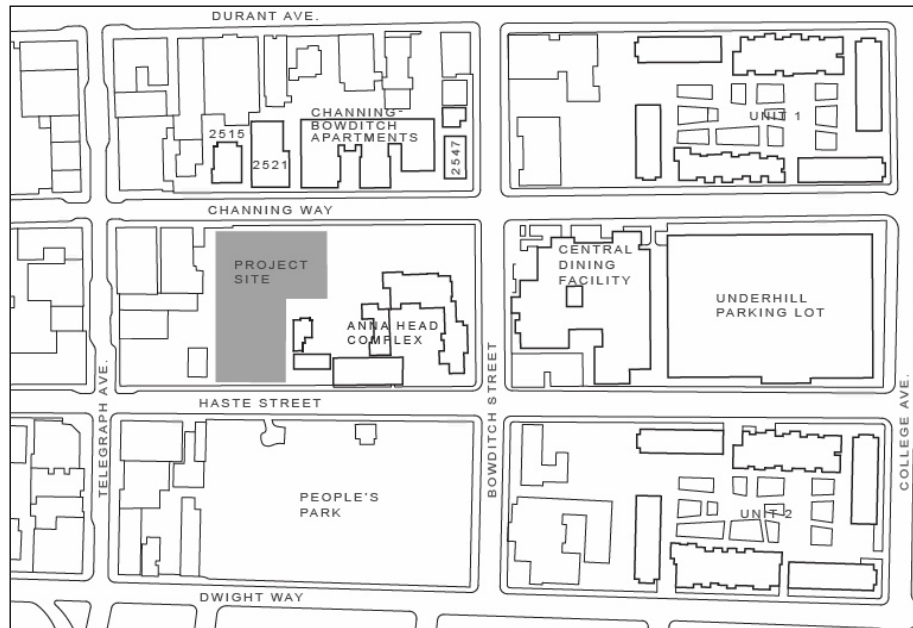 DURANT AVE.
CHANNING-
BOWDITCH
APARTMENTS
2515
2521
2547
UNIT 1
CHANNING WAY
PROJECT
SITE
CENTRAL
DINING
FACILITY
UNDERHILL
PARKING LOT
ANNA HEAD
COMPLEX
TELEGRAPH AVE.
BOWDITCH STREET
COLLEGE AVE.
HASTE STREET
PEOPLE'S
PARK
UNIT 2
DWIGHT WAY